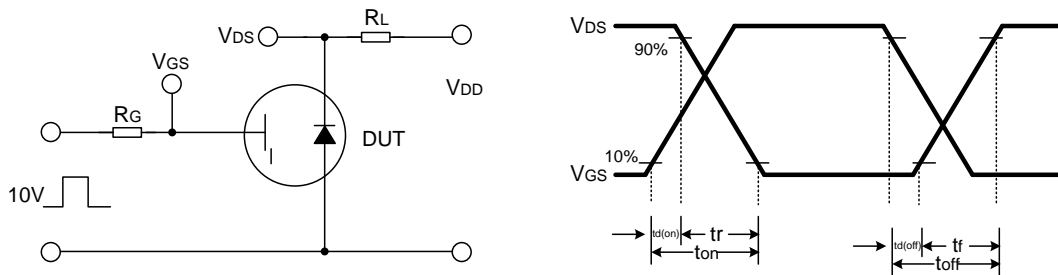 VDS
RL
VGS
VDD
RG
DUT
10V
VDS
90%
10%
VGS
td(on)
tr
ton
td(off)
tf
toff